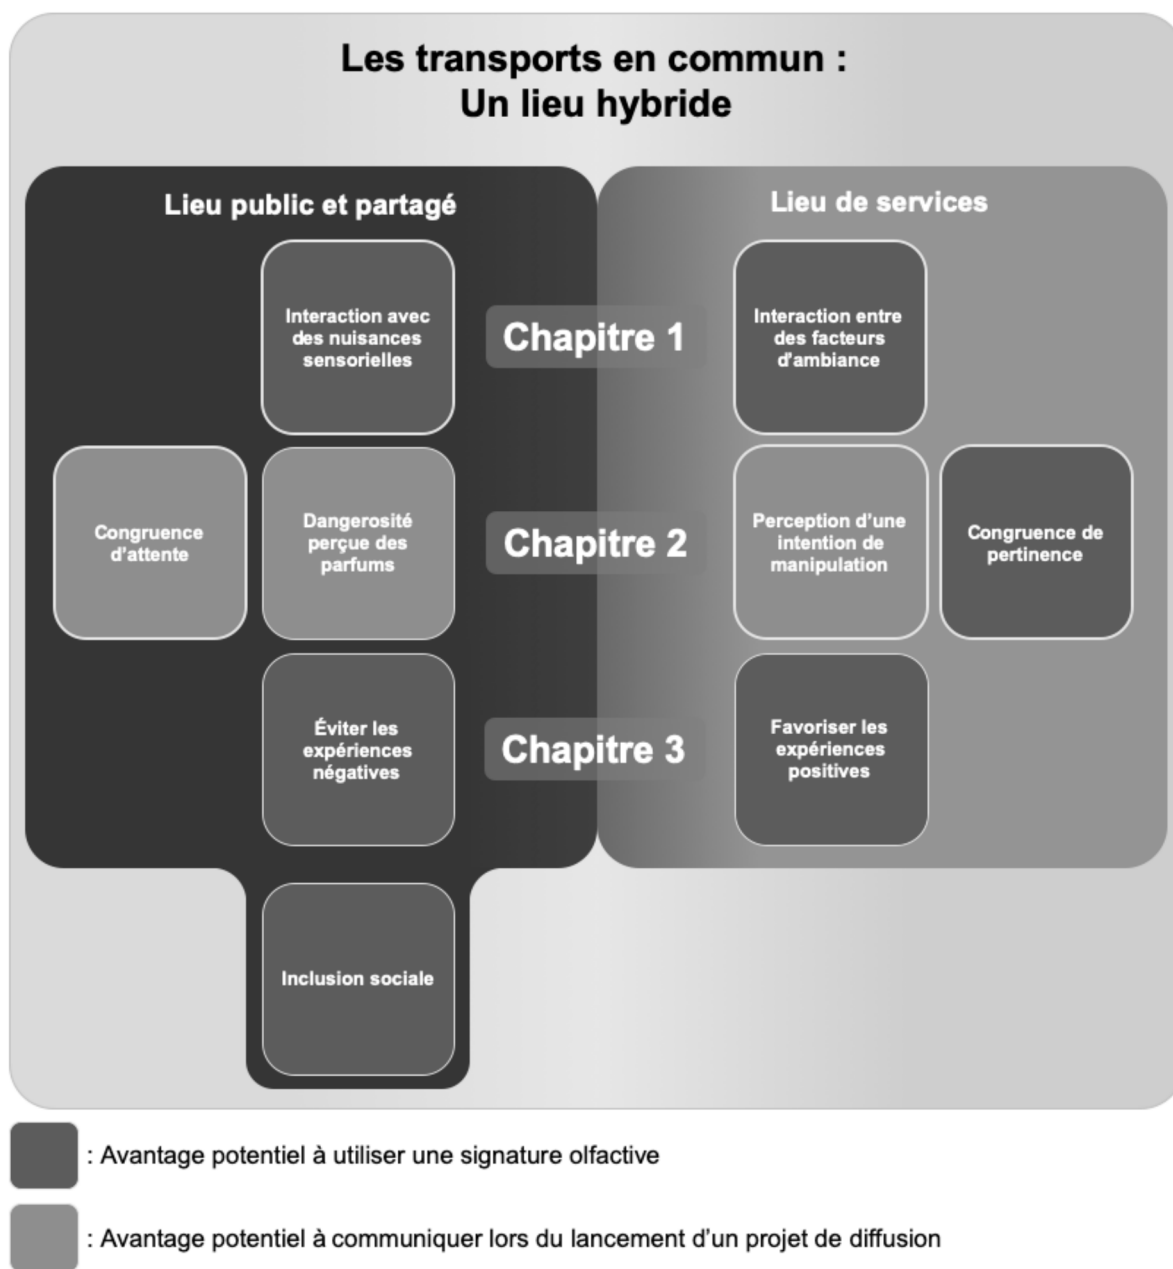 Les transports en commun :
Un lieu hybride
Lieu public et partagé
Lieu de services
Interaction avec
des nuisances
sensorielles
Chapitre 1
Interaction entre
des facteurs
d'ambiance
Congruence
d'attente
Dangerosité
perçue des
parfums
Chapitre 2
Perception d'une
intention de
manipulation
Congruence de
pertinence
Éviter les
expériences
négatives
Chapitre 3
Favoriser les
expériences
positives
Inclusion sociale
: Avantage potentiel à utiliser une signature olfactive
: Avantage potentiel à communiquer lors du lancement d'un projet de diffusion